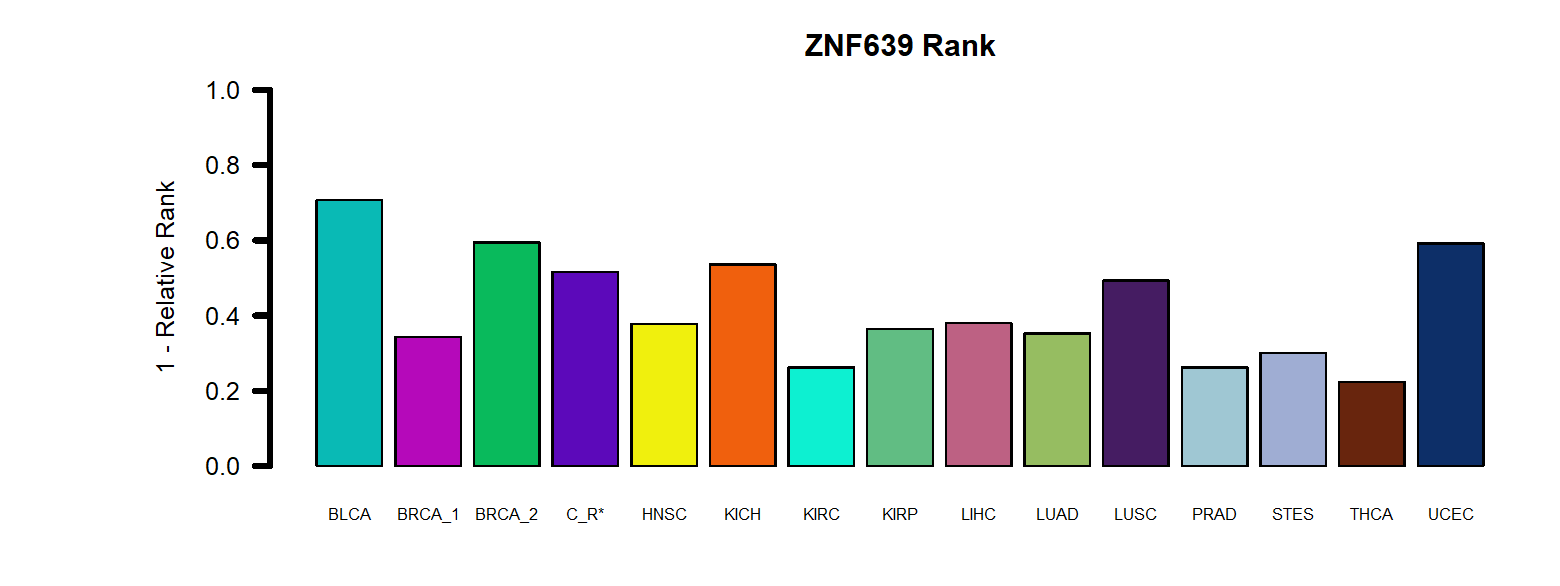 ZNF639 Rank
1 - Relative Rank
1.0
0.8
0.6
0.4
0.2
0.0
BLCA BRCA_1 BRCA_2 C_R* HNSC KICH KIRC KIRP LIHC LUAD LUSC PRAD STES THCA UCEC